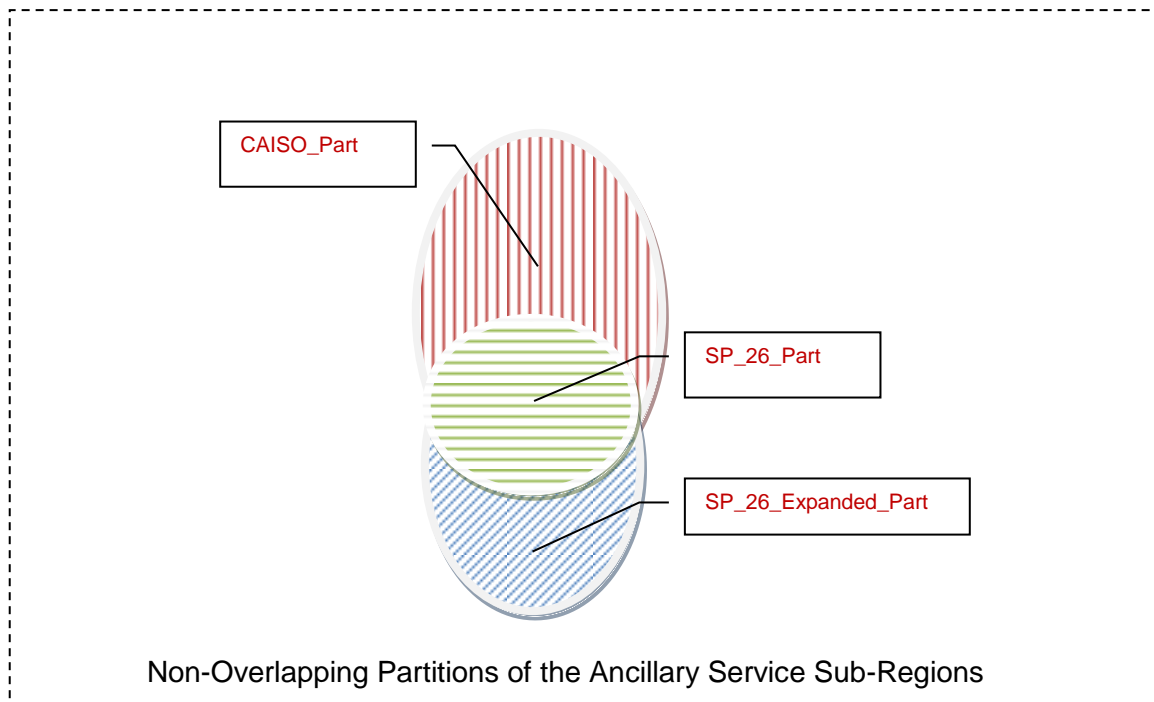 CAISO_Part
SP_26_Part
SP_26_Expanded_Part
Non-Overlapping Partitions of the Ancillary Service Sub-Regions